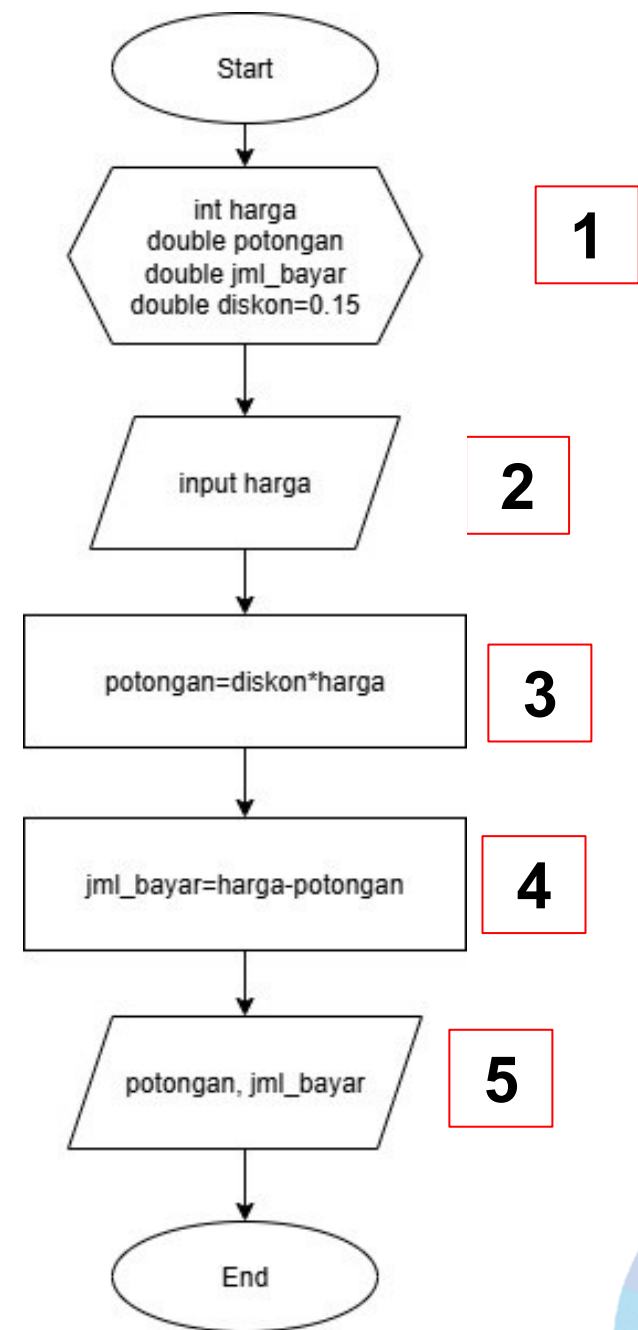 Start
int harga
double potongan
double jml_bayar
double diskon=0.15
1
input harga
2
potongan=diskon*harga
3
jml_bayar=harga-potongan
4
potongan, jml_bayar
5
End